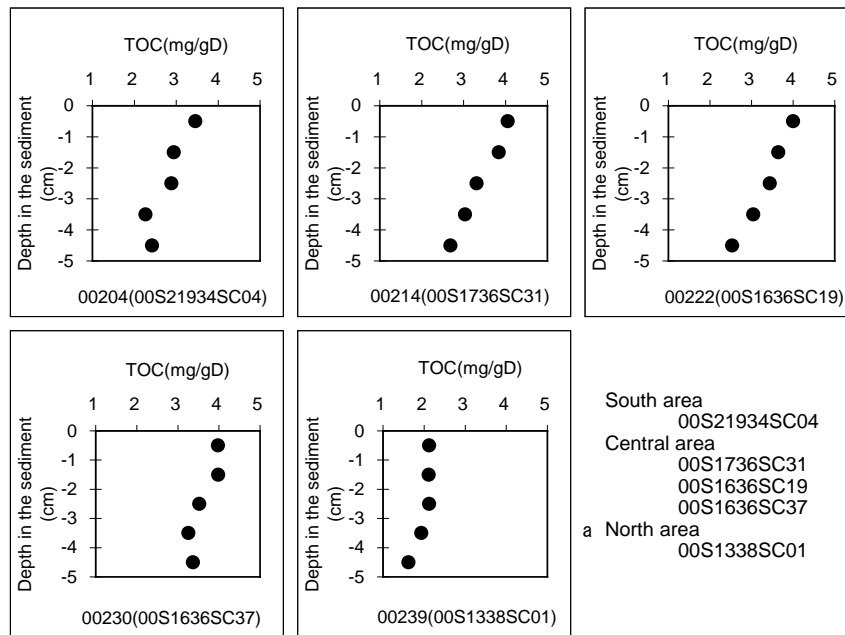 TOC(mg/gD)
1 2 3 4 5
0
-1
-2
-3
-4
-5
Depth in the sediment
(cm)
00204(00S21934SC04)
TOC(mg/gD)
1 2 3 4 5
0
-1
-2
-3
-4
-5
Depth in the sediment
(cm)
00214(00S1736SC31)
TOC(mg/gD)
1 2 3 4 5
0
-1
-2
-3
-4
-5
Depth in the sediment
(cm)
00222(00S1636SC19)
TOC(mg/gD)
1 2 3 4 5
0
-1
-2
-3
-4
-5
Depth in the sediment
(cm)
00230(00S1636SC37)
TOC(mg/gD)
1 2 3 4 5
0
-1
-2
-3
-4
-5
Depth in the sediment
(cm)
00239(00S1338SC01)
South area
00S21934SC04
Central area
00S1736SC31
00S1636SC19
00S1636SC37
a North area
00S1338SC01